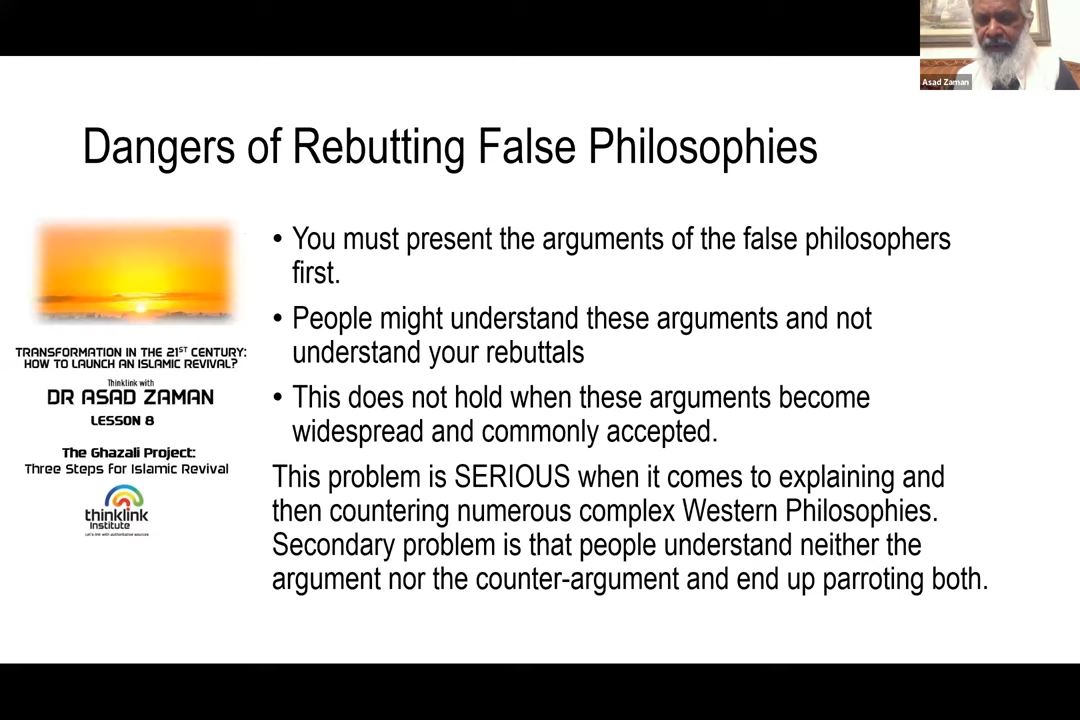 Asad Zaman
Dangers of Rebutting False Philosophies
• You must present the arguments of the false philosophers
first.
• People might understand these arguments and not
understand your rebuttals
• This does not hold when these arguments become
widespread and commonly accepted.
This problem is SERIOUS when it comes to explaining and
then countering numerous complex Western Philosophies.
Secondary problem is that people understand neither the
argument nor the counter-argument and end up parroting both.
TRANSFORMATION IN THE 21ST CENTURY:
HOW TO LAUNCH AN ISLAMIC REVIVAL?
Thinklink with
DR ASAD ZAMAN
LESSON 8
The Ghazali Project:
Three Steps for Islamic Revival
thinklink
Institute
Let's link with authoritative sources